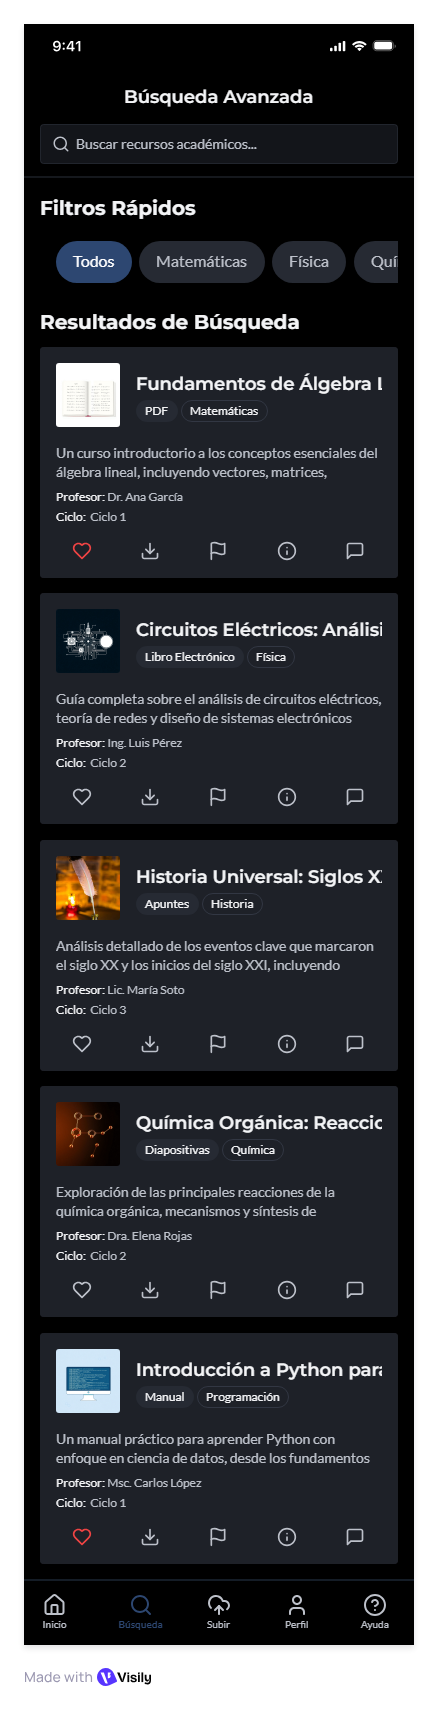 9:41
Búsqueda Avanzada
Buscar recursos académicos...
Filtros Rápidos
Todos
Matemáticas
Física
Quí
Resultados de Búsqueda
Fundamentos de Álgebra L
PDF
Matemáticas
Un curso introductorio a los conceptos esenciales del
álgebra lineal, incluyendo vectores, matrices,
Profesor: Dr. Ana García
Ciclo: Ciclo 1
Circuitos Eléctricos: Análisi
Libro Electrónico
Física
Guía completa sobre el análisis de circuitos eléctricos,
teoría de redes y diseño de sistemas electrónicos
Profesor: Ing. Luis Pérez
Ciclo: Ciclo 2
Historia Universal: Siglos X
Apuntes
Historia
Análisis detallado de los eventos clave que marcaron
el siglo XX y los inicios del siglo XXI, incluyendo
Profesor: Lic. María Soto
Ciclo: Ciclo 3
Química Orgánica: Reaccio
Diapositivas
Química
Exploración de las principales reacciones de la
química orgánica, mecanismos y síntesis de
Profesor: Dra. Elena Rojas
Ciclo: Ciclo 2
Introducción a Python para
Manual
Programación
Un manual práctico para aprender Python con
enfoque en ciencia de datos, desde los fundamentos
Profesor: Msc. Carlos López
Ciclo: Ciclo 1
Inicio
Búsqueda
Subir
Perfil
Ayuda
Made with Visily